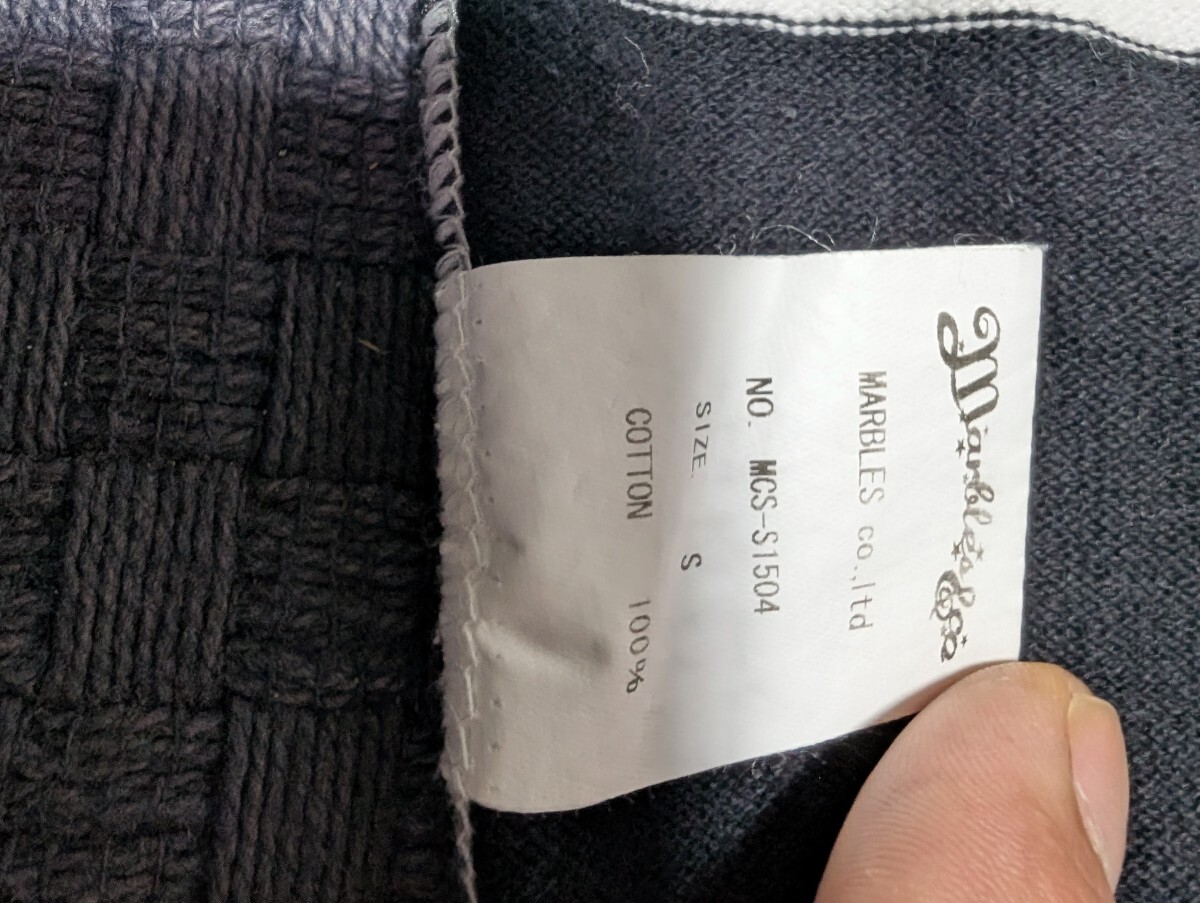 Marbles
MARBLES co.,ltd
NO. MCS-S1504
SIZE. S
COTTON 100%